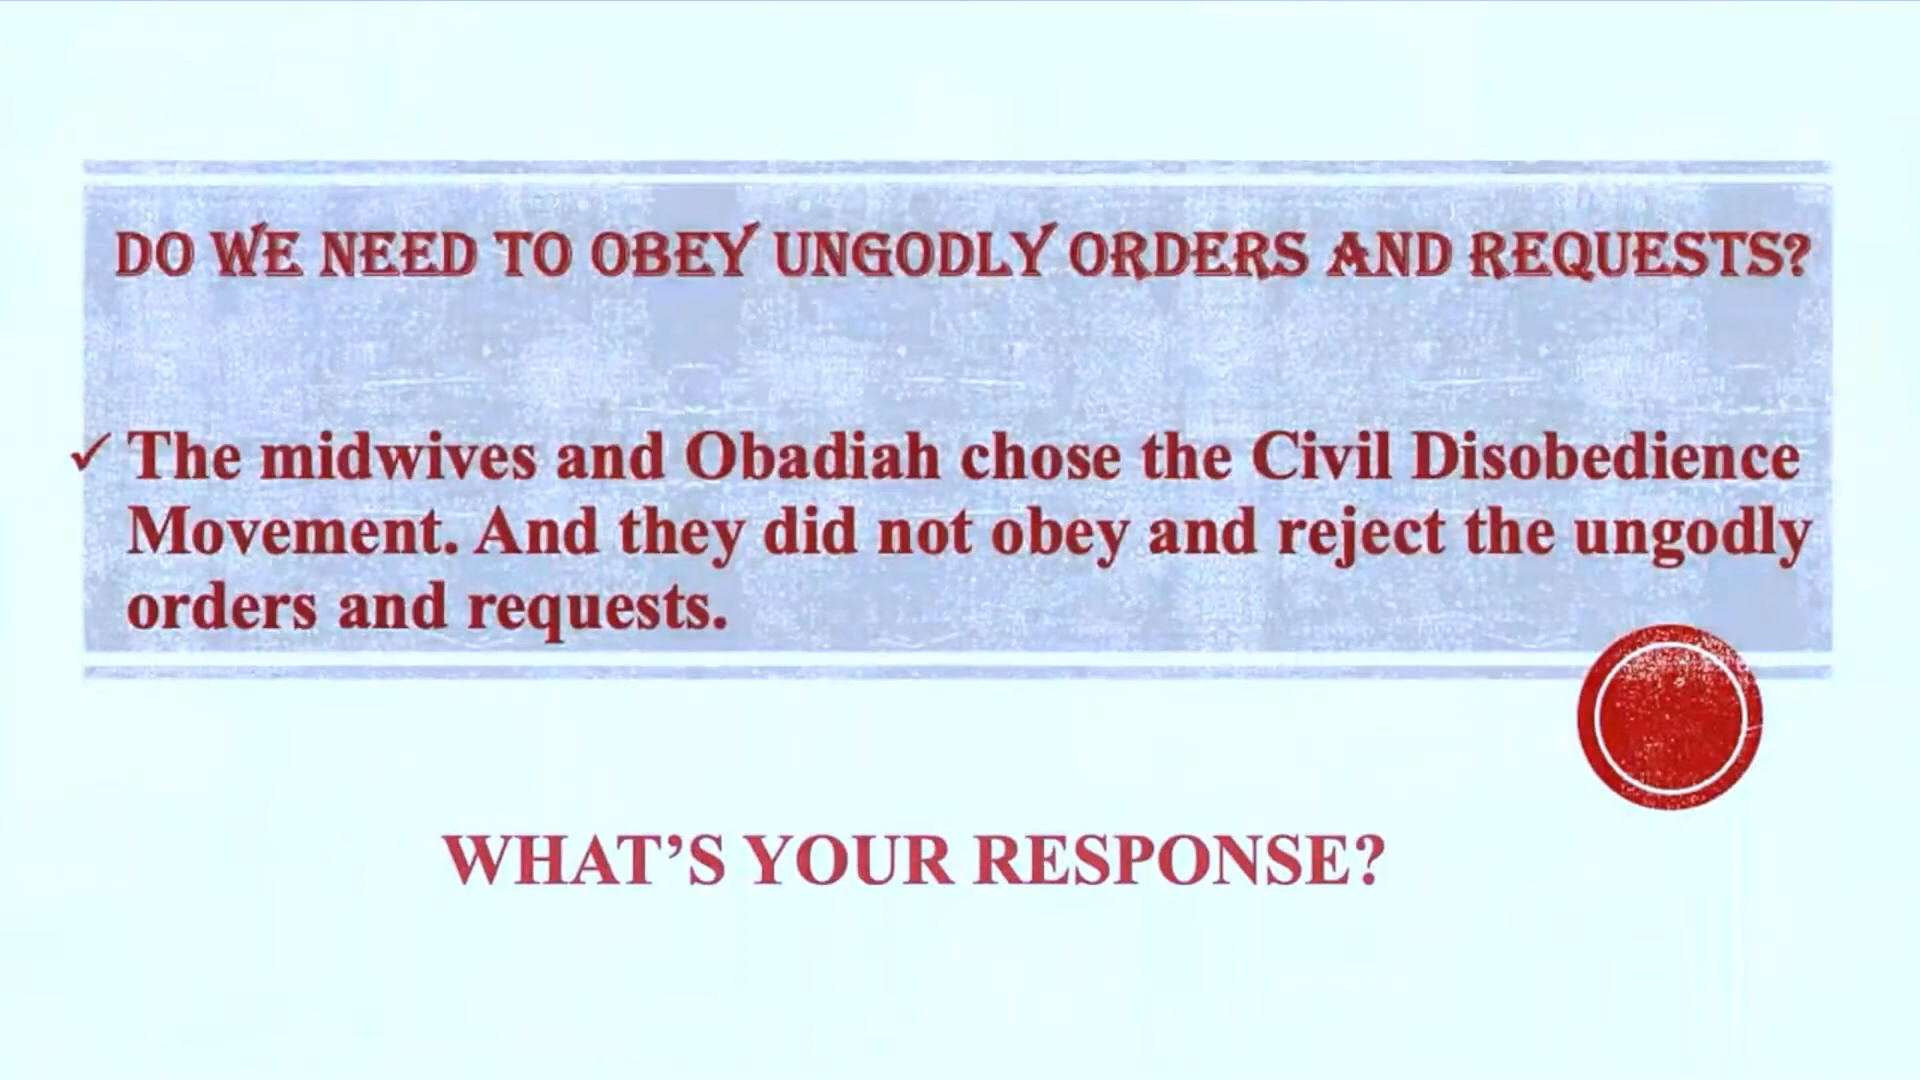 DO WE NEED TO OBEY UNGODLY ORDERS AND REQUESTS?
✓ The midwives and Obadiah chose the Civil Disobedience
Movement. And they did not obey and reject the ungodly
orders and requests.
WHAT'S YOUR RESPONSE?